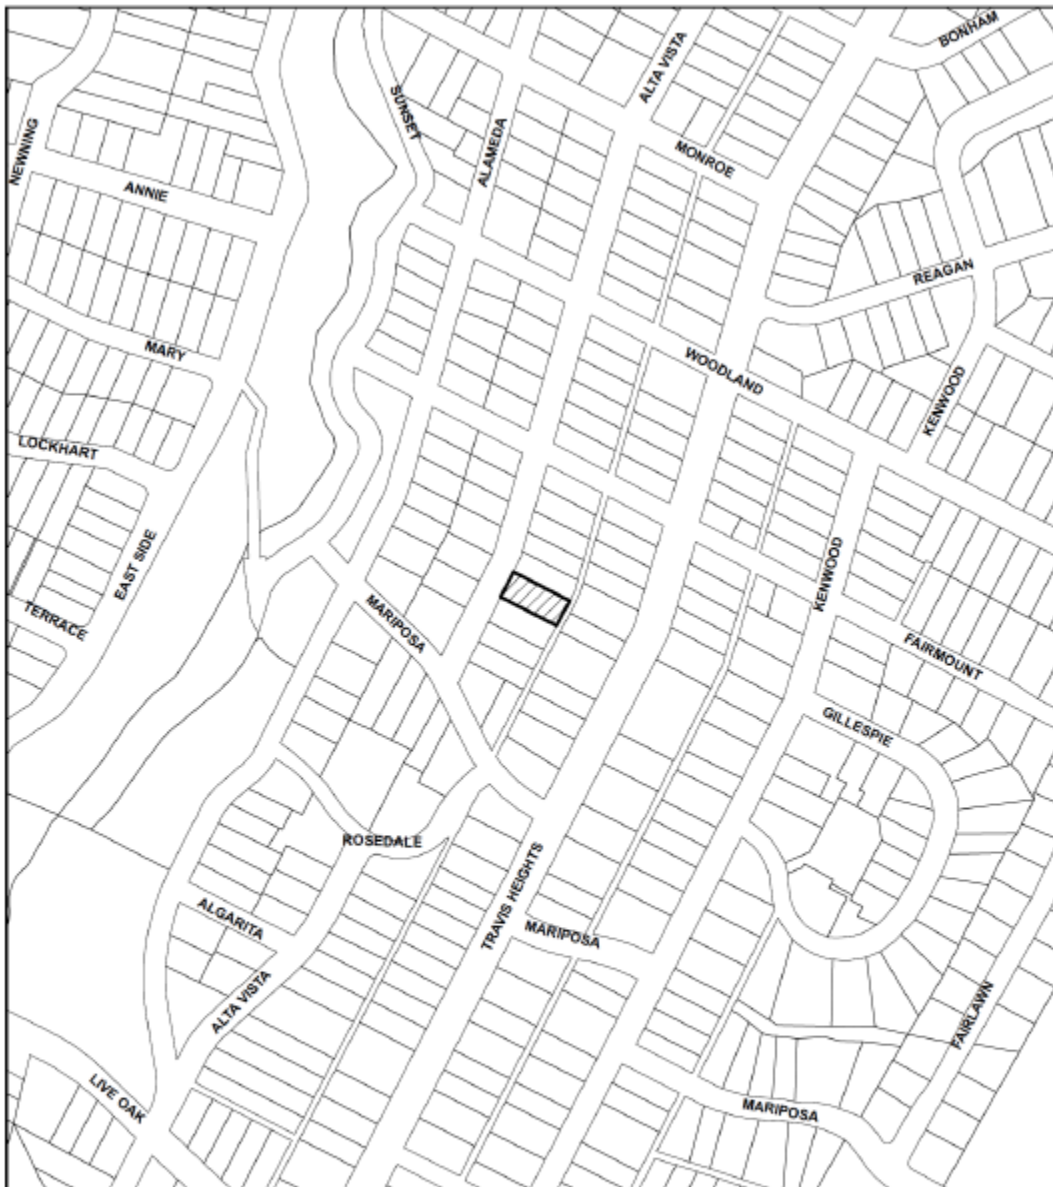 BONHAM
ALTA VISTA
SUNSET
NEWNING
ALAMEDA
MONROE
ANNIE
REAGAN
MARY
WOODLAND
KENWOOD
LOCKHART
EAST SIDE
KENWOOD
TERRACE
MARIPOSA
FAIRMOUNT
GILLESPIE
ROSEDALE
TRAVIS HEIGHTS
ALGARITA
MARIPOSA
ALTA VISTA
FAIRLAWN
LIVE OAK
MARIPOSA